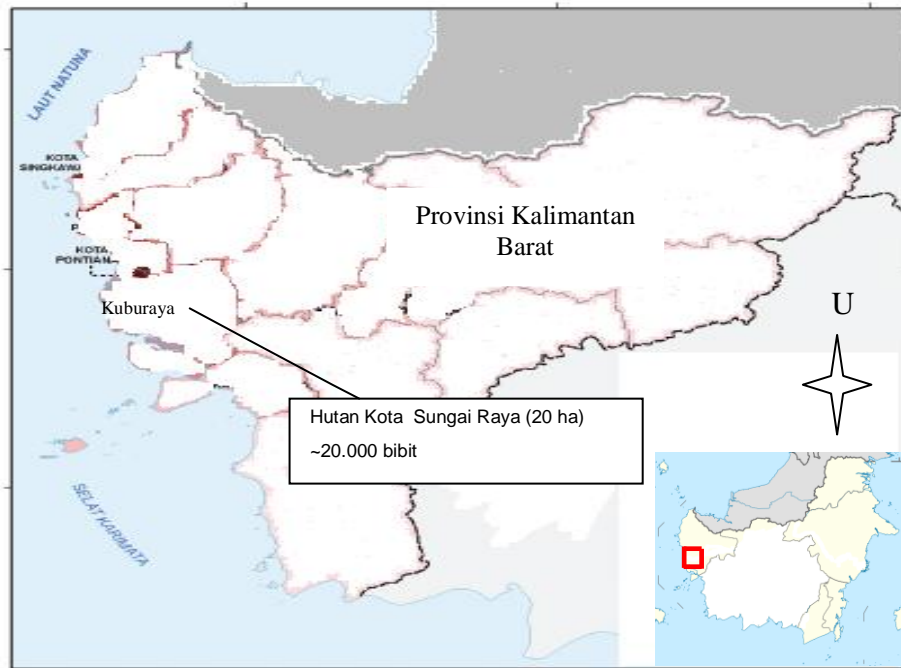 LAUT NATUNA
KOTA
SINGKAW
Provinsi Kalimantan
Barat
P
KOTA
PONTIAN
Kuburaya
U
Hutan Kota Sungai Raya (20 ha)
~20.000 bibit
SELAT KARIMATA